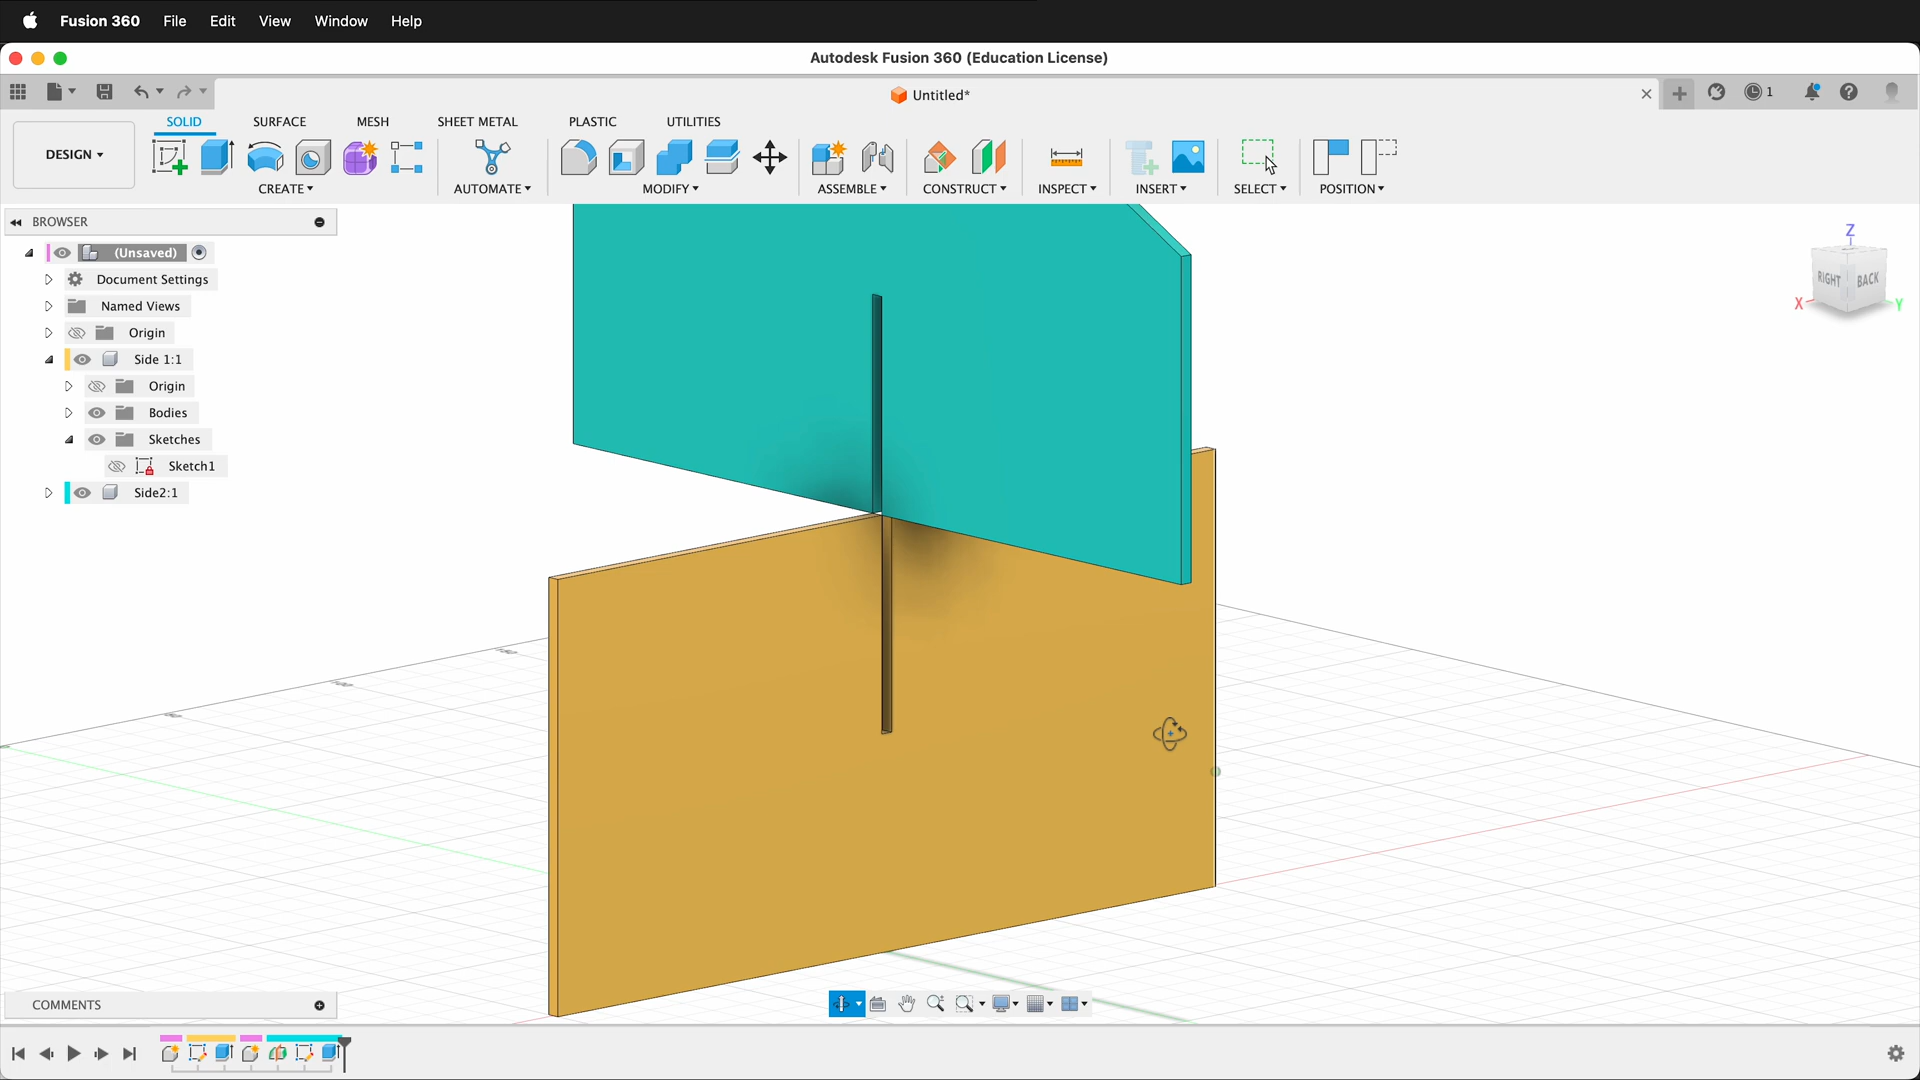 Fusion 360 File Edit View Window Help
Autodesk Fusion 360 (Education License)
Untitled*
1
SOLID SURFACE MESH SHEET METAL PLASTIC UTILITIES
DESIGN
CREATE AUTOMATE MODIFY ASSEMBLE CONSTRUCT INSPECT INSERT SELECT POSITION
BROWSER
(Unsaved)
Document Settings
Named Views
Origin
Side 1:1
Origin
Bodies
Sketches
Sketch1
Side2:1
Z
RIGHT BACK
X Y
COMMENTS